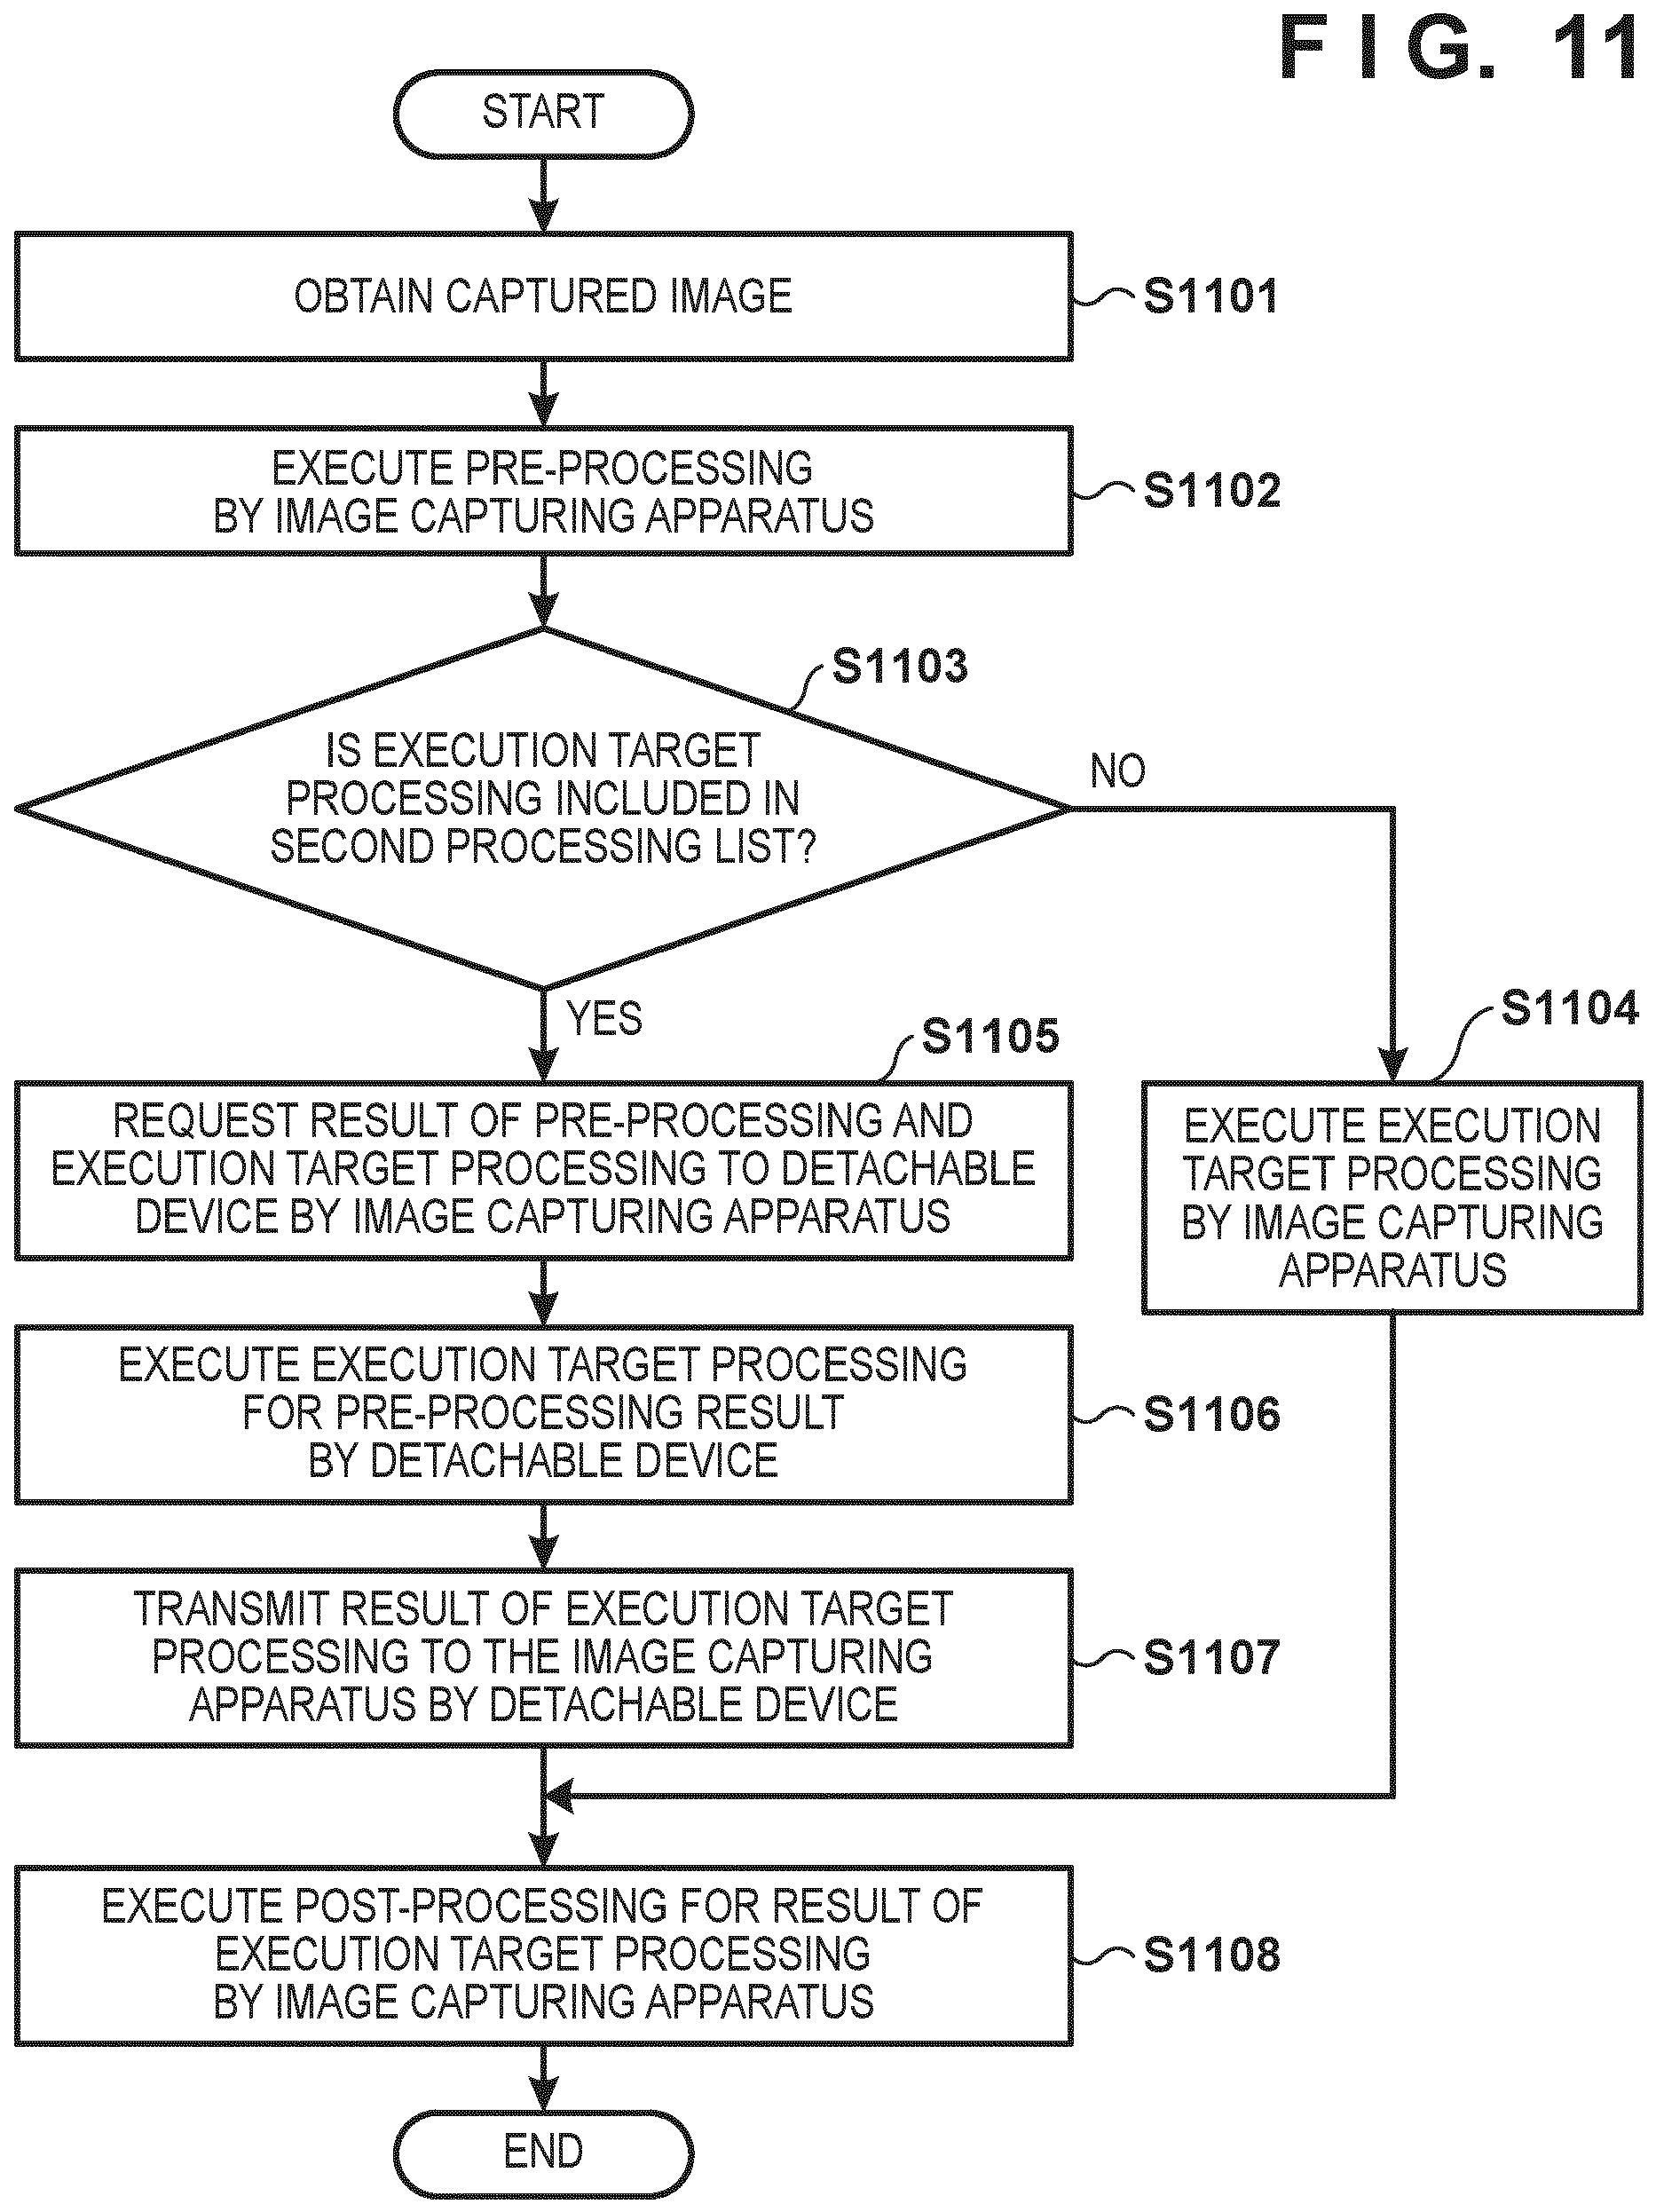 FIG. 11
START
OBTAIN CAPTURED IMAGE
S1101
EXECUTE PRE-PROCESSING
BY IMAGE CAPTURING APPARATUS
S1102
S1103
IS EXECUTION TARGET
PROCESSING INCLUDED IN
SECOND PROCESSING LIST?
NO
YES
S1104
EXECUTE EXECUTION
TARGET PROCESSING
BY IMAGE CAPTURING
APPARATUS
S1105
REQUEST RESULT OF PRE-PROCESSING AND
EXECUTION TARGET PROCESSING TO DETACHABLE
DEVICE BY IMAGE CAPTURING APPARATUS
EXECUTE EXECUTION TARGET PROCESSING
FOR PRE-PROCESSING RESULT
BY DETACHABLE DEVICE
S1106
TRANSMIT RESULT OF EXECUTION TARGET
PROCESSING TO THE IMAGE CAPTURING
APPARATUS BY DETACHABLE DEVICE
S1107
EXECUTE POST-PROCESSING FOR RESULT OF
EXECUTION TARGET PROCESSING
BY IMAGE CAPTURING APPARATUS
S1108
END